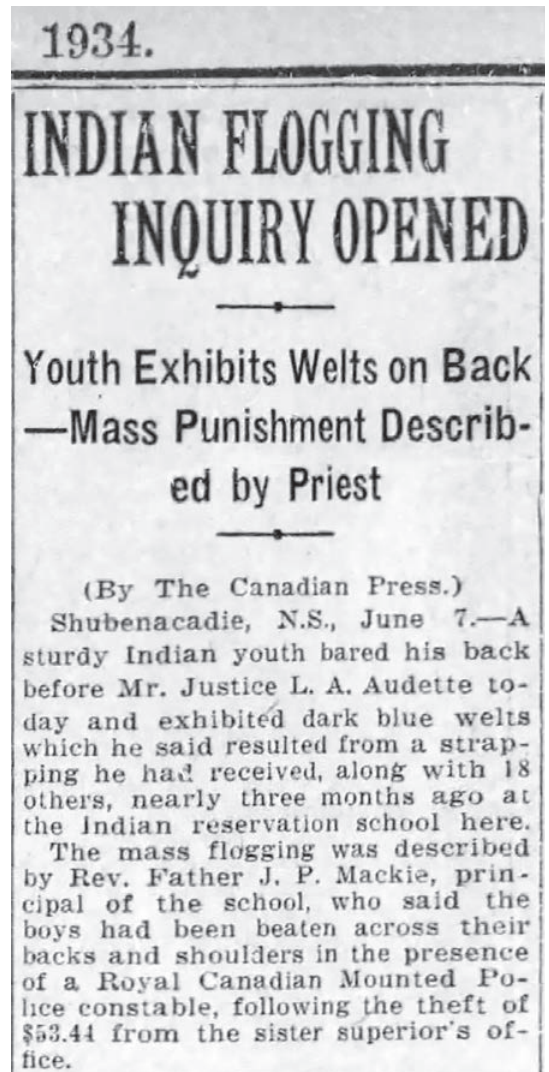 1934.
INDIAN FLOGGING
INQUIRY OPENED
Youth Exhibits Welts on Back
—Mass Punishment Describ-
ed by Priest
(By The Canadian Press.)
Shubenacadie, N.S., June 7.—A
sturdy Indian youth bared his back
before Mr. Justice L. A. Audette to-
day and exhibited dark blue welts
which he said resulted from a strap-
ping he had received, along with 18
others, nearly three months ago at
the Indian reservation school here.
The mass flogging was described
by Rev. Father J. P. Mackie, prin-
cipal of the school, who said the
boys had been beaten across their
backs and shoulders in the presence
of a Royal Canadian Mounted Po-
lice constable, following the theft of
$53.44 from the sister superior's of-
fice.